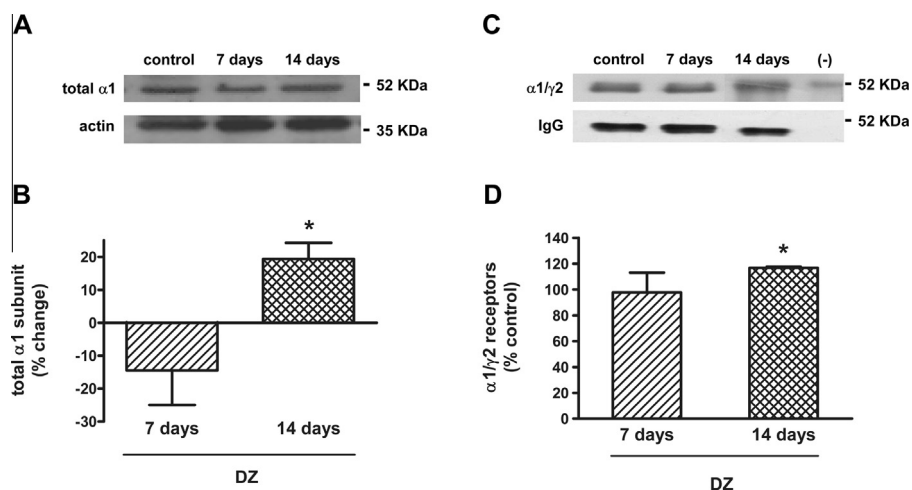 A
control 7 days 14 days
total α1 - 52 KDa
actin - 35 KDa
B
total α1 subunit
(% change)
20
10
0
-10
-20
-30
*
7 days 14 days
DZ
C
control 7 days 14 days (-)
α1/γ2 - 52 KDa
IgG - 52 KDa
D
α1/γ2 receptors
(% control)
140
120
100
80
60
40
20
0
*
7 days 14 days
DZ